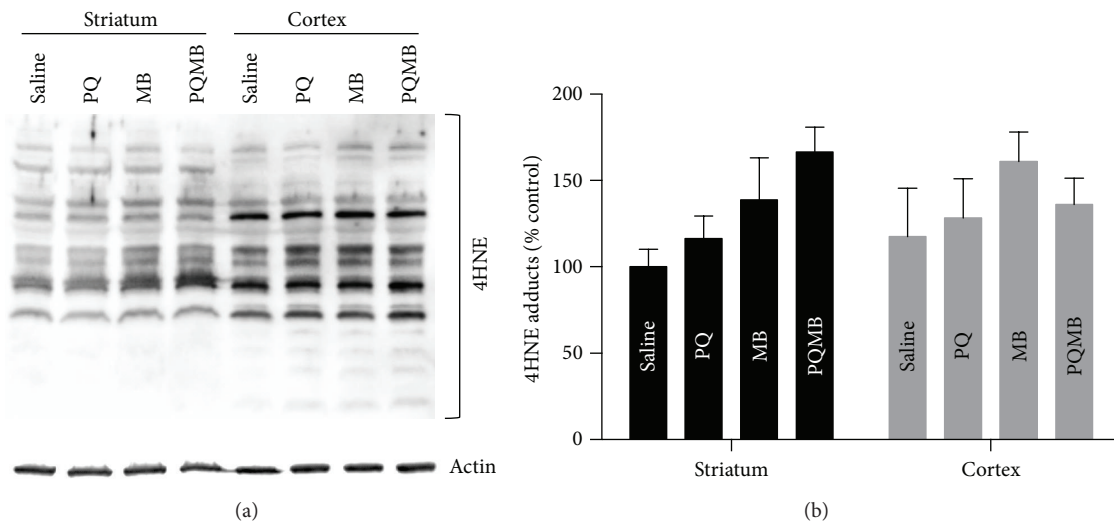 Striatum Cortex
Saline PQ MB PQMB Saline PQ MB PQMB
4HNE
Actin
(a)
4HNE adducts (% control)
200
150
100
50
0
Saline PQ MB PQMB Saline PQ MB PQMB
Striatum Cortex
(b)